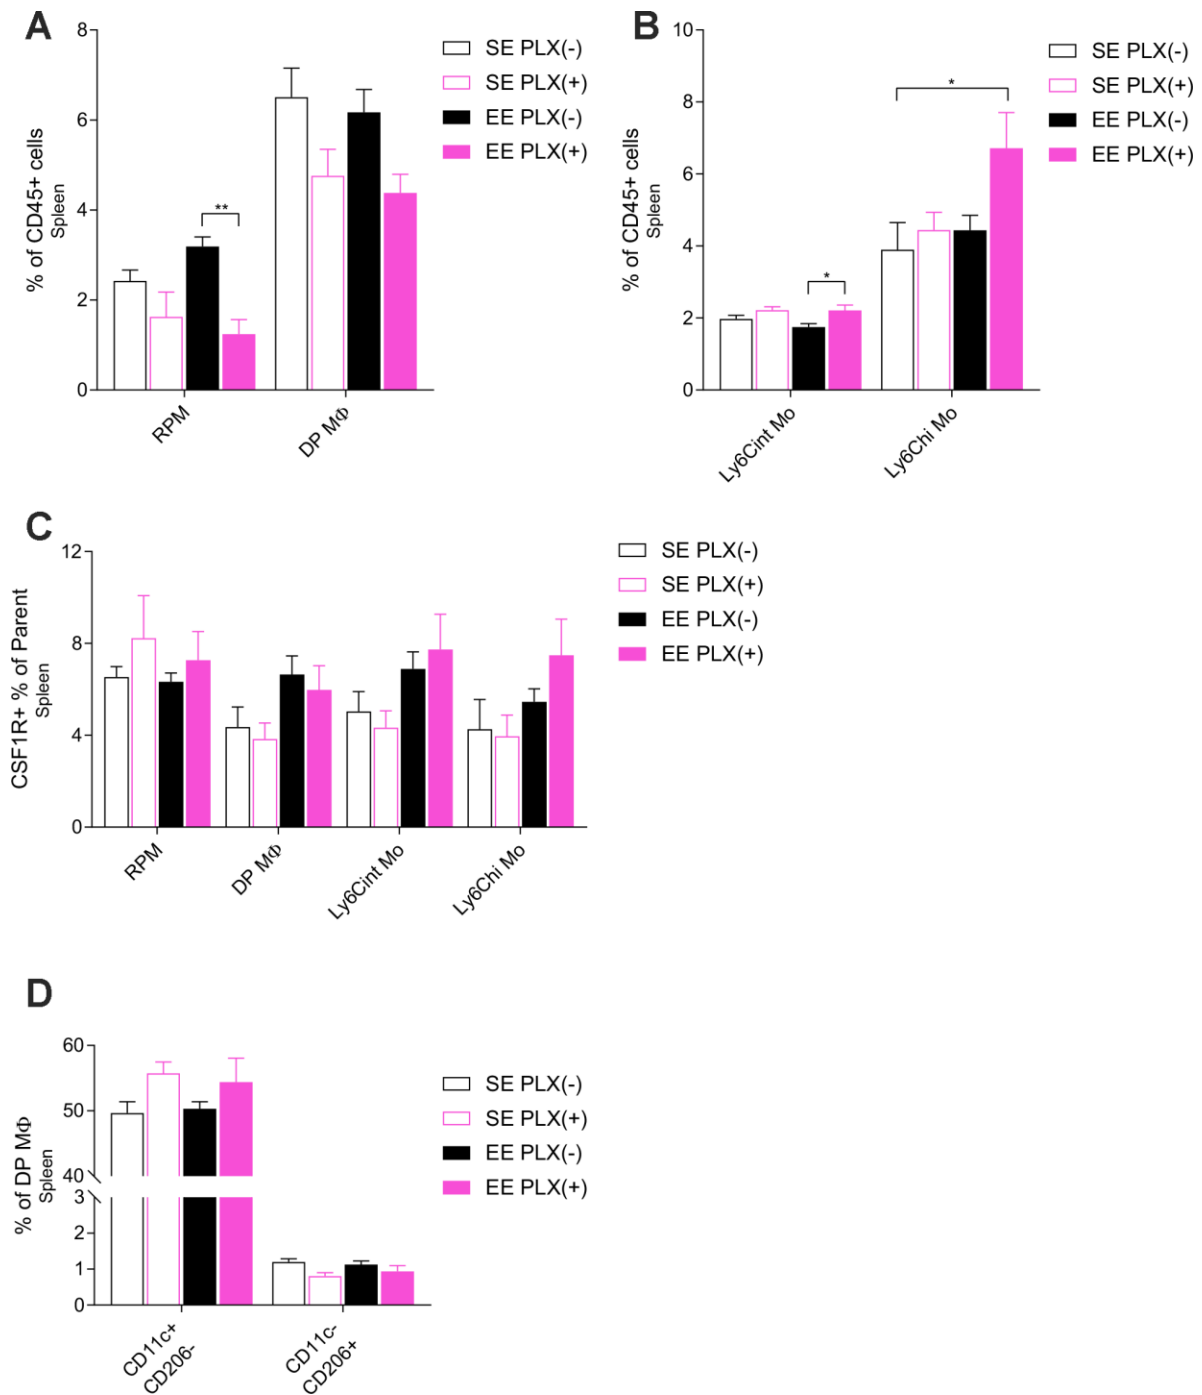 A
8
6
4
2
0
% of CD45+ cells
Spleen
**
RPM
DP MΦ
SE PLX(-)
SE PLX(+)
EE PLX(-)
EE PLX(+)
B
10
8
6
4
2
0
% of CD45+ cells
Spleen
*
*
Ly6Cint Mo
Ly6Chi Mo
SE PLX(-)
SE PLX(+)
EE PLX(-)
EE PLX(+)
C
12
8
4
0
CSF1R+ % of Parent
Spleen
RPM
DP MΦ
Ly6Cint Mo
Ly6Chi Mo
SE PLX(-)
SE PLX(+)
EE PLX(-)
EE PLX(+)
D
60
50
40
3
2
1
0
% of DP MΦ
Spleen
CD11c+
CD206-
CD11c-
CD206+
SE PLX(-)
SE PLX(+)
EE PLX(-)
EE PLX(+)